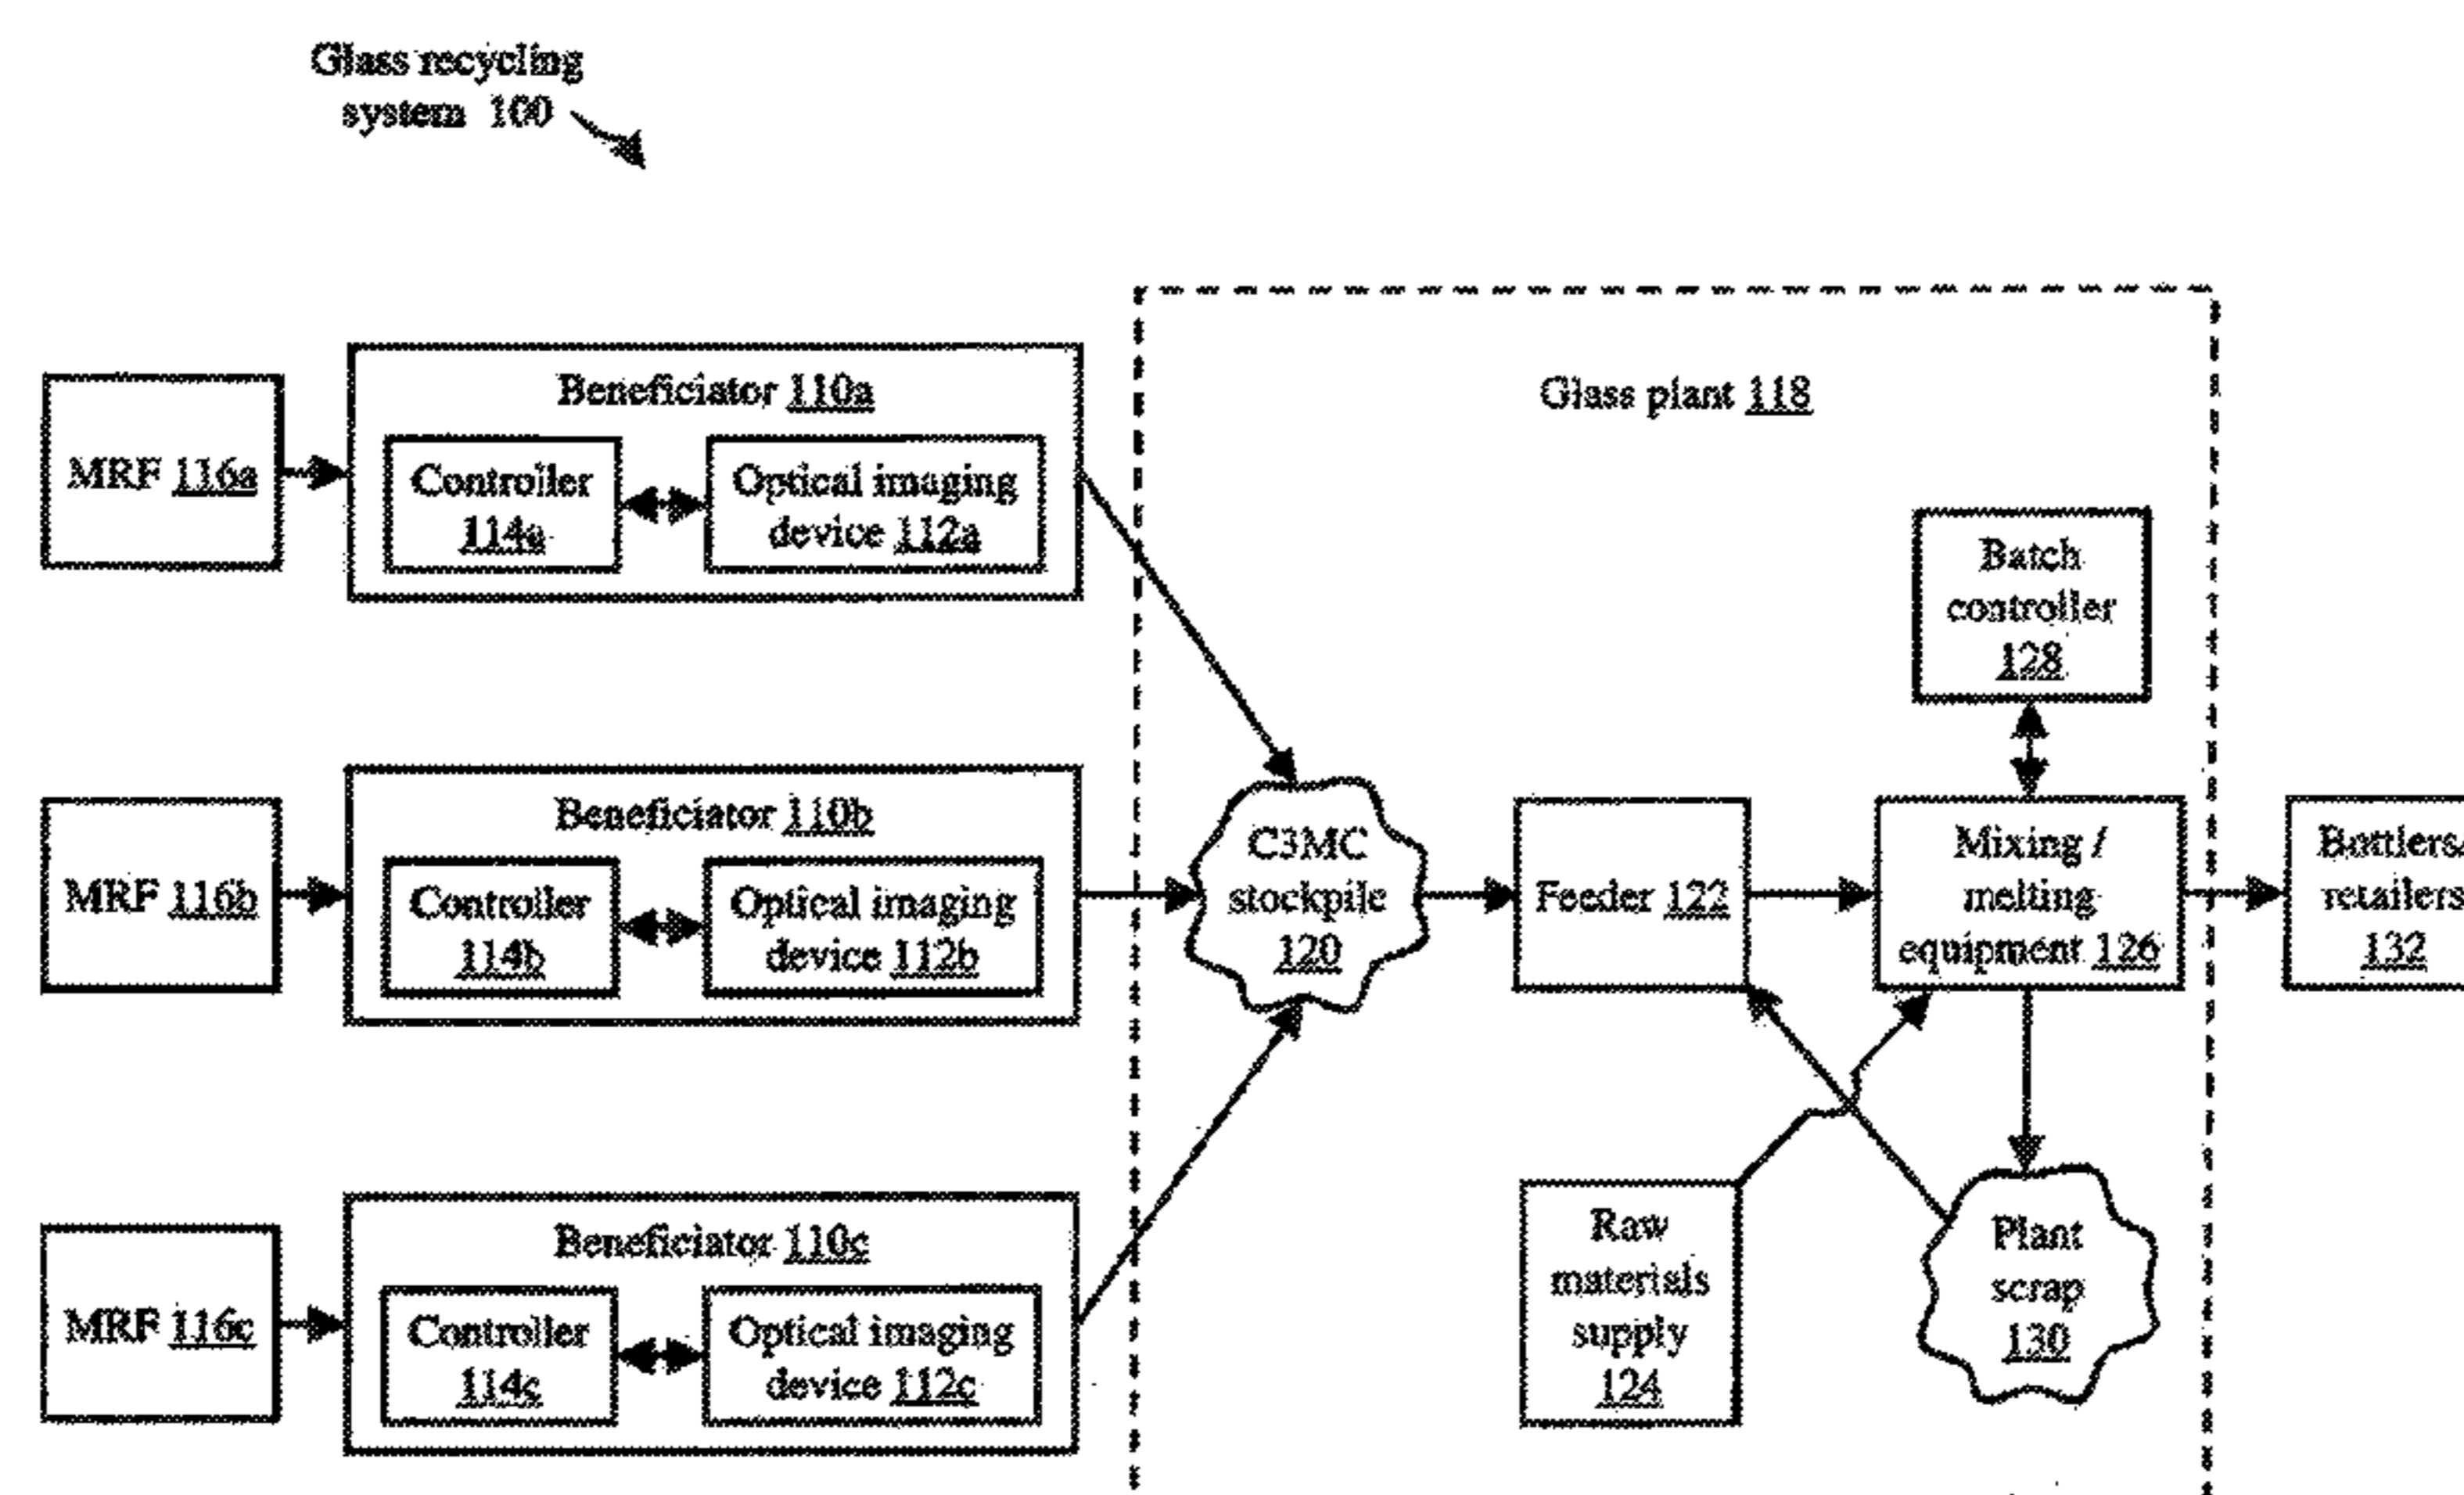 Glass recycling
system 100
Glass plant 118
MRF 116a
Beneficiator 110a
Controller
114a
Optical imaging
device 112a
Batch
controller
128
MRF 116b
Beneficiator 110b
Controller
114b
Optical imaging
device 112b
C3MC
stockpile
120
Feeder 122
Mixing /
melting
equipment 126
Bottlers/
retailers
132
MRF 116c
Beneficiator 110c
Controller
114c
Optical imaging
device 112c
Raw
materials
supply
124
Plant
scrap
130